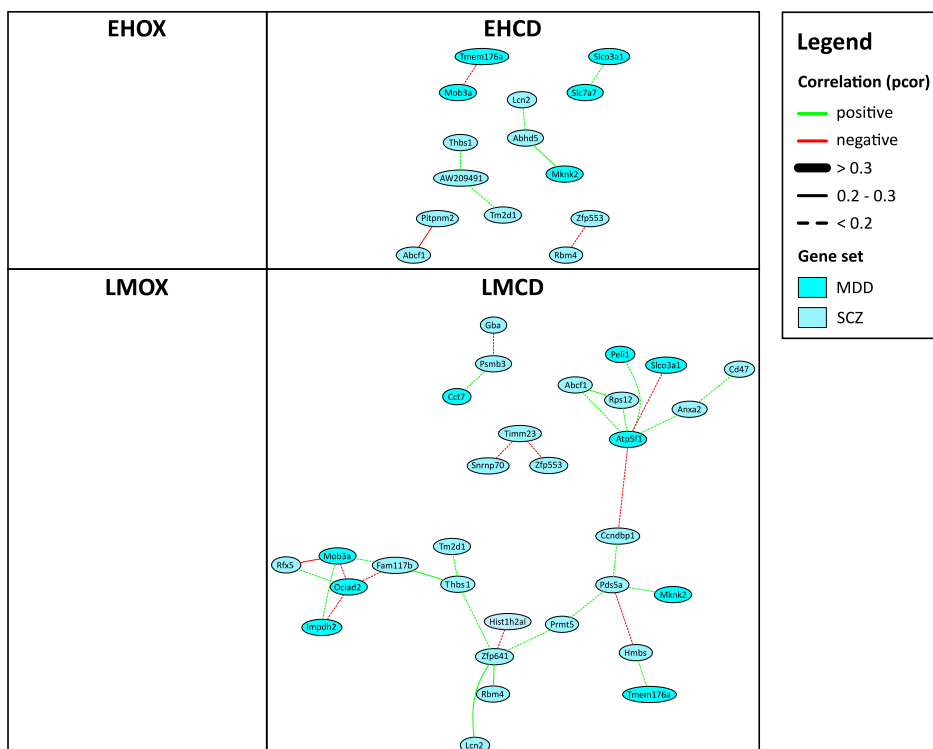 EHOX
EHCD
Tmem176a
Slco3a1
Mob3a
Slc7a7
Lcn2
Abhd5
Thbs1
Mknk2
AW209491
Tm2d1
Pitpnm2
Zfp553
Abcf1
Rbm4
LMOX
LMCD
Gba
Peli1
Psmb3
Slco3a1
Cd47
Abcf1
Cct7
Rps12
Anxa2
Timm23
Atp5f1
Snrnp70
Zfp553
Ccndbp1
Tm2d1
Mob3a
Rfx5
Fam117b
Ociad2
Thbs1
Pds5a
Mknk2
Impdh2
Hist1h2al
Prmt5
Zfp641
Hmbs
Rbm4
Tmem176a
Lcn2
Legend
Correlation (pcor)
positive
negative
> 0.3
0.2 - 0.3
< 0.2
Gene set
MDD
SCZ